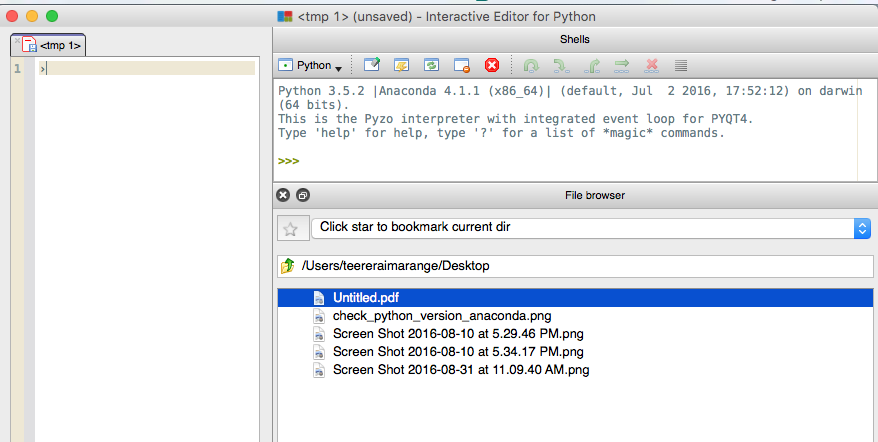 <tmp 1> (unsaved) - Interactive Editor for Python
<tmp 1>
1
Shells
Python
Python 3.5.2 |Anaconda 4.1.1 (x86_64)| (default, Jul  2 2016, 17:52:12) on darwin
(64 bits).
This is the Pyzo interpreter with integrated event loop for PYQT4.
Type 'help' for help, type '?' for a list of *magic* commands.
>>>
File browser
Click star to bookmark current dir
/Users/teereraimarange/Desktop
Untitled.pdf
check_python_version_anaconda.png
Screen Shot 2016-08-10 at 5.29.46 PM.png
Screen Shot 2016-08-10 at 5.34.17 PM.png
Screen Shot 2016-08-31 at 11.09.40 AM.png